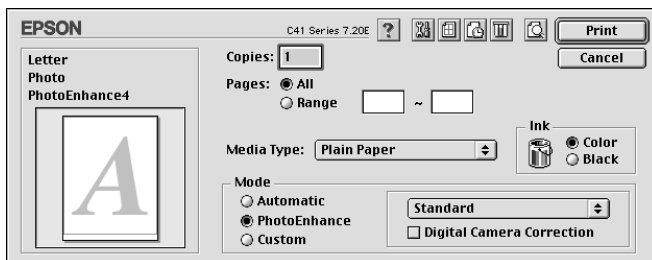 EPSON
C41 Series 7.20E
?
Print
Cancel
Letter
Photo
PhotoEnhance4
A
Copies: 1
Pages: All
Range ~
Media Type: Plain Paper
Ink
Color
Black
Mode
Automatic
PhotoEnhance
Custom
Standard
Digital Camera Correction